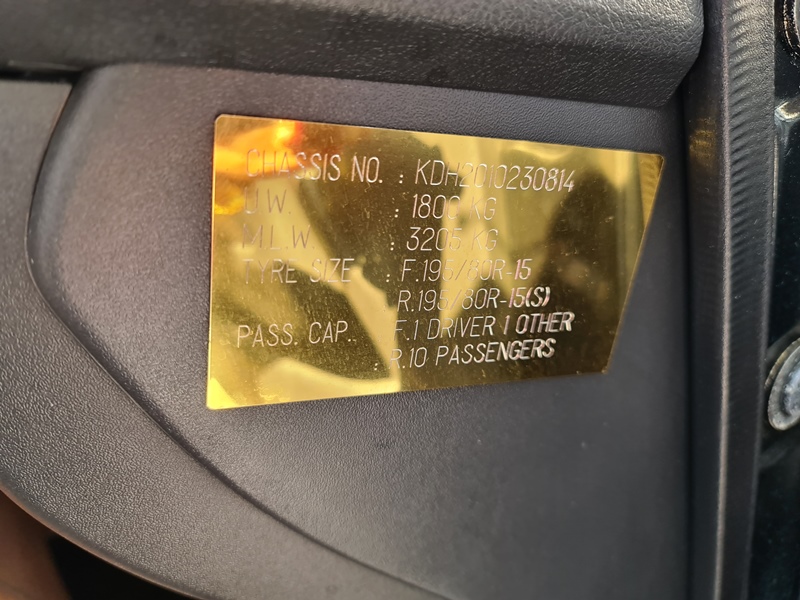 CHASSIS NO. : KDH2010230814
U.W. : 1800 KG
M.L.W. : 3205 KG
TYRE SIZE : F.195/80R-15
R.195/80R-15(S)
PASS. CAP. : F.1 DRIVER 1 OTHER
R.10 PASSENGERS